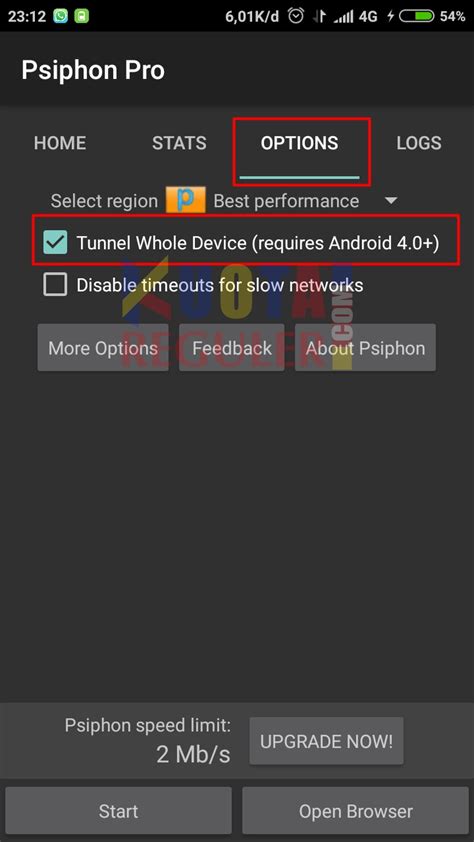 23:12 6,01K/d 4G 54%
Psiphon Pro
HOME STATS OPTIONS LOGS
Select region P Best performance
Tunnel Whole Device (requires Android 4.0+)
Disable timeouts for slow networks
KUOTA
REGULER
.COM
More Options Feedback About Psiphon
Psiphon speed limit:
2 Mb/s
UPGRADE NOW!
Start Open Browser